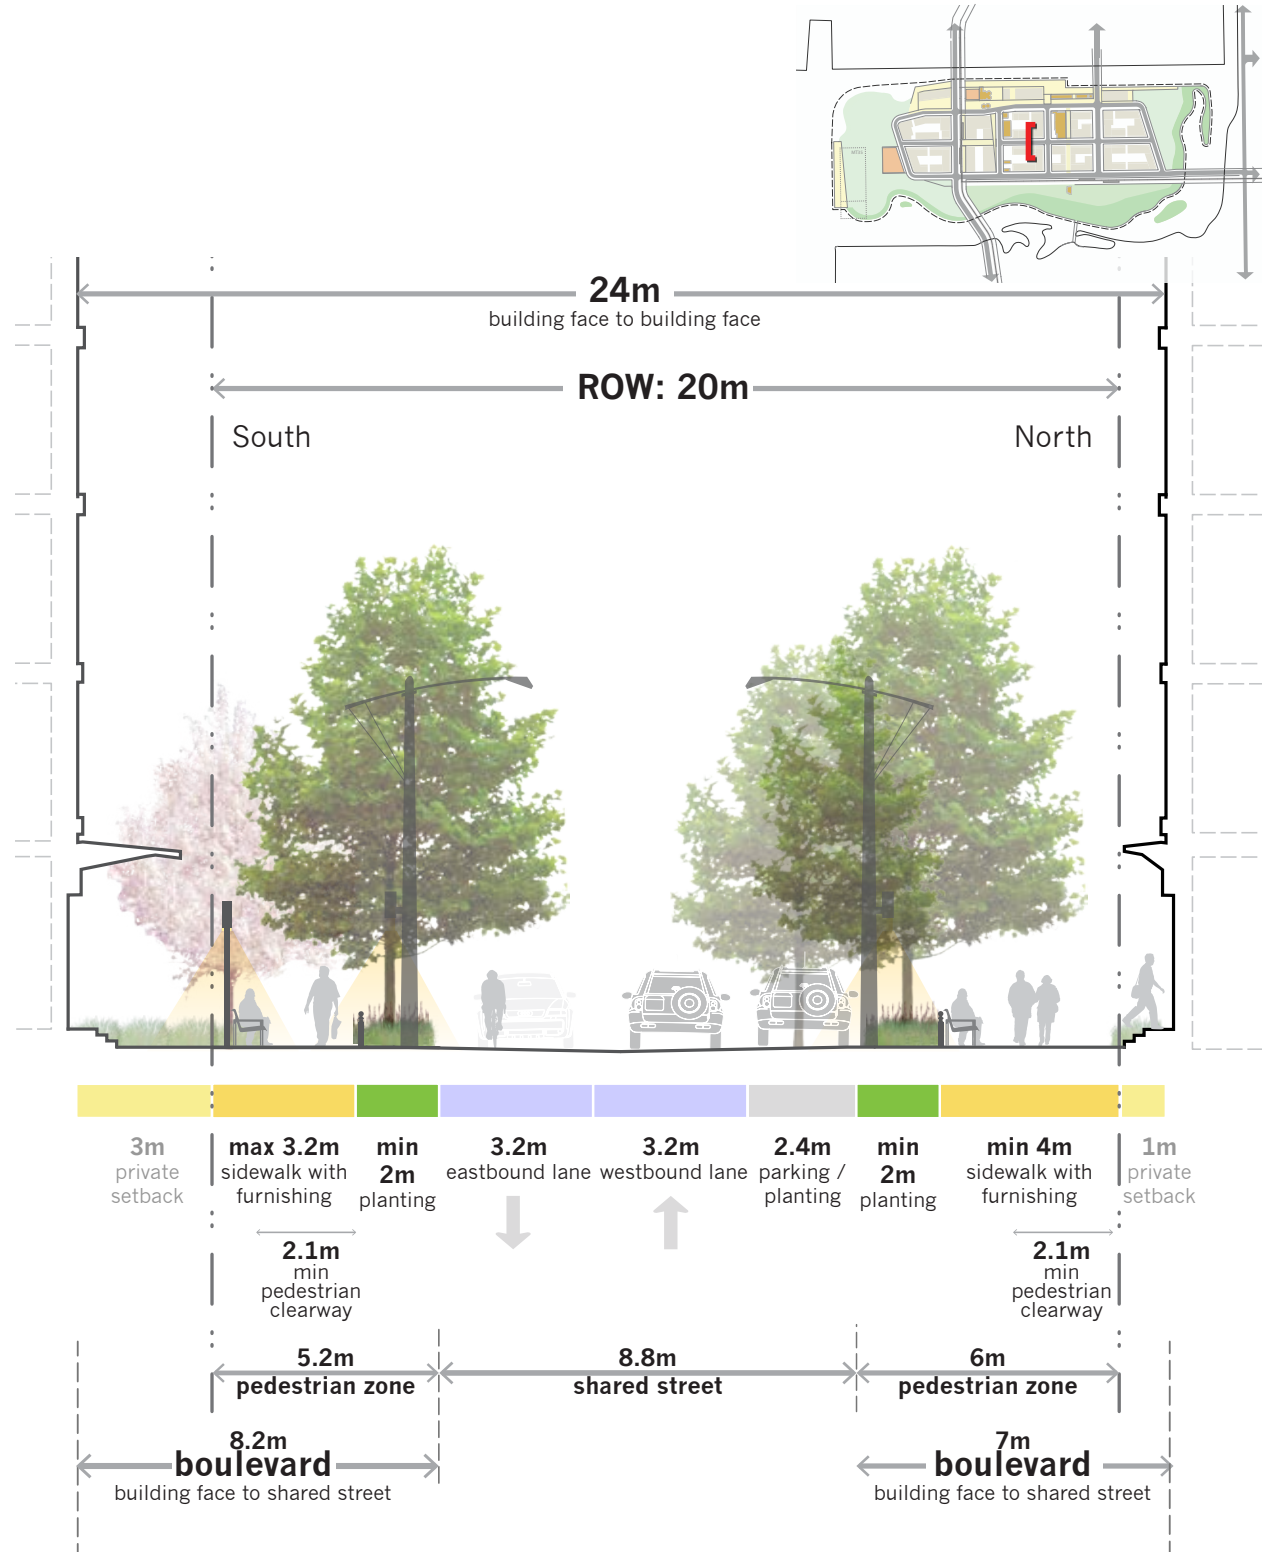 24m
building face to building face
ROW: 20m
South
North
3m
private
setback
max 3.2m
sidewalk with
furnishing
min
2m
planting
3.2m
eastbound lane
3.2m
westbound lane
2.4m
parking /
planting
min
2m
planting
min 4m
sidewalk with
furnishing
1m
private
setback
2.1m
min
pedestrian
clearway
2.1m
min
pedestrian
clearway
5.2m
pedestrian zone
8.8m
shared street
6m
pedestrian zone
8.2m
boulevard
building face to shared street
7m
boulevard
building face to shared street